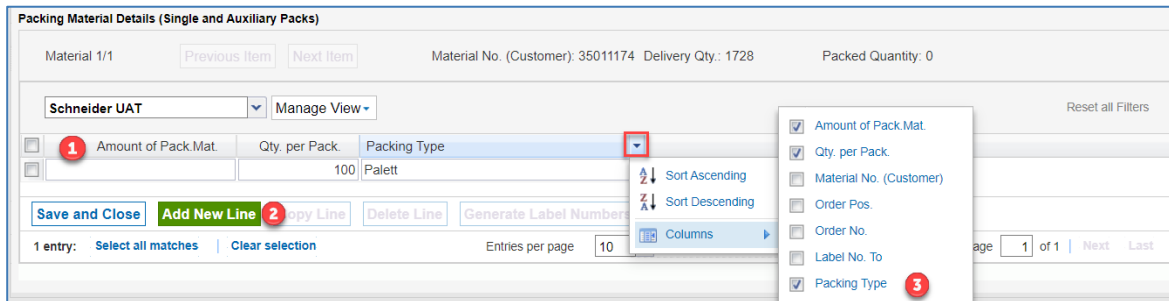 Packing Material Details (Single and Auxiliary Packs)
Material 1/1 Previous Item Next Item Material No. (Customer): 35011174 Delivery Qty.: 1728 Packed Quantity: 0
Schneider UAT Manage View Reset all Filters
1 Amount of Pack.Mat. Qty. per Pack. Packing Type
100 Palett
Sort Ascending
Sort Descending
Columns
Amount of Pack.Mat.
Qty. per Pack.
Material No. (Customer)
Order Pos.
Order No.
Label No. To
Packing Type 3
Save and Close Add New Line 2 opy Line Delete Line Generate Label Numbers
1 entry: Select all matches Clear selection Entries per page 10 age 1 of 1 Next Last